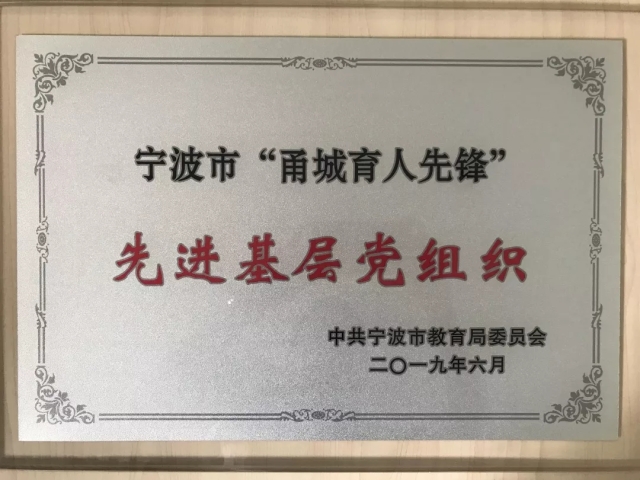 宁波市“甬城育人先锋”
先进基层党组织
中共宁波市教育局委员会
二〇一九年六月